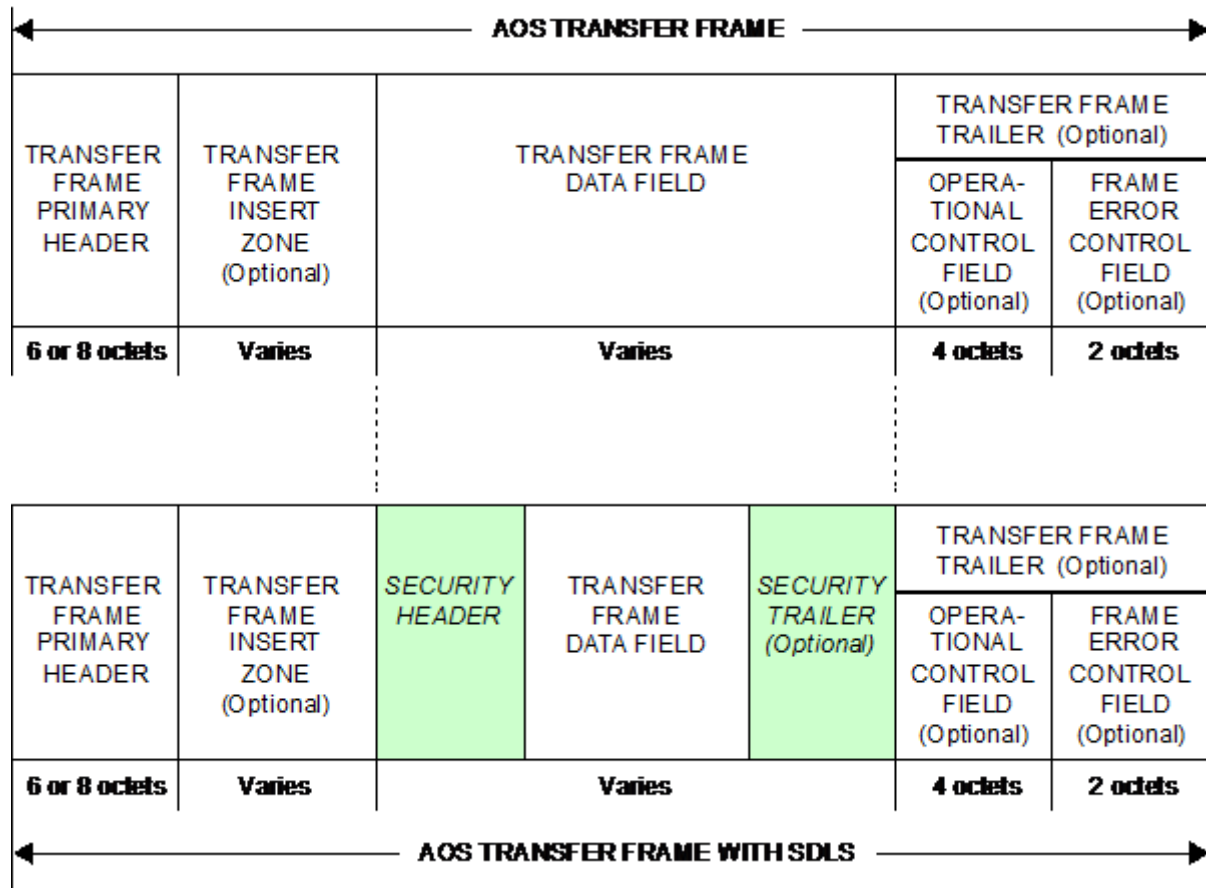 AOS TRANSFER FRAME
TRANSFER
FRAME
PRIMARY
HEADER
TRANSFER
FRAME
INSERT
ZONE
(Optional)
TRANSFER FRAME
DATA FIELD
TRANSFER FRAME
TRAILER (Optional)
OPERA-
TIONAL
CONTROL
FIELD
(Optional)
FRAME
ERROR
CONTROL
FIELD
(Optional)
6 or 8 octets
Varies
Varies
4 octets
2 octets
TRANSFER
FRAME
PRIMARY
HEADER
TRANSFER
FRAME
INSERT
ZONE
(Optional)
SECURITY
HEADER
TRANSFER
FRAME
DATA FIELD
SECURITY
TRAILER
(Optional)
TRANSFER FRAME
TRAILER (Optional)
OPERA-
TIONAL
CONTROL
FIELD
(Optional)
FRAME
ERROR
CONTROL
FIELD
(Optional)
6 or 8 octets
Varies
Varies
4 octets
2 octets
AOS TRANSFER FRAME WITH SDLS